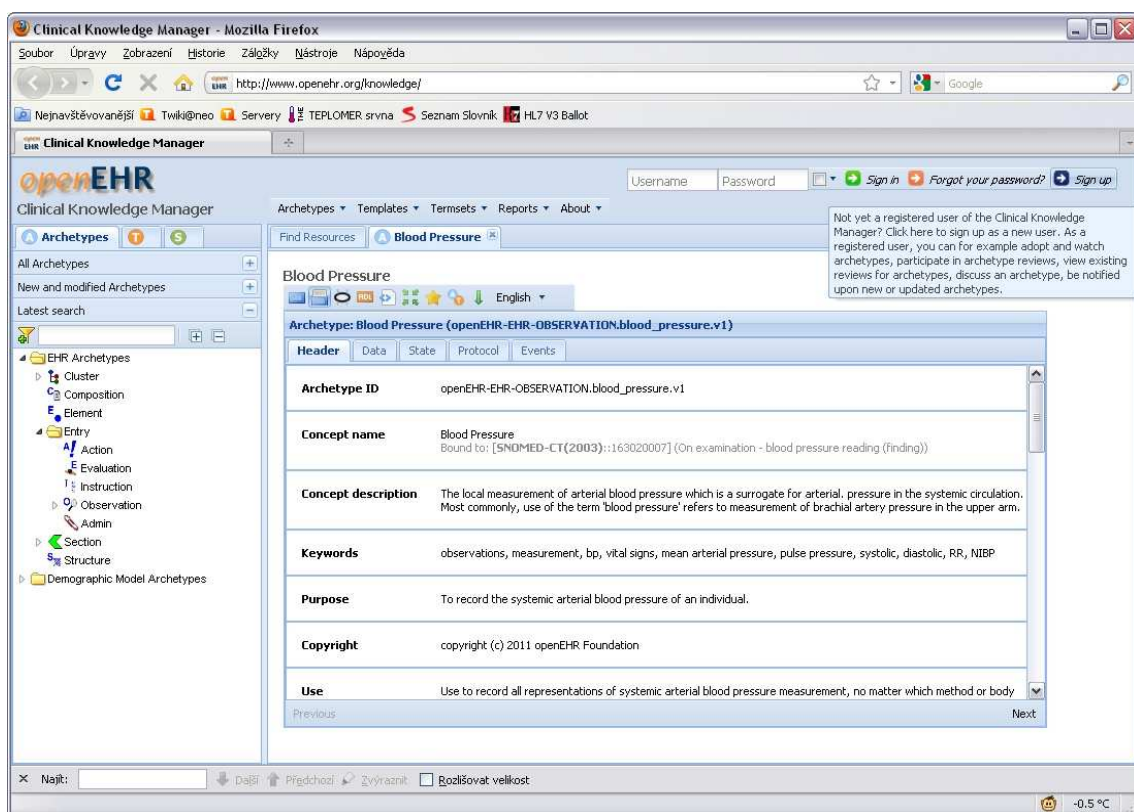 Clinical Knowledge Manager - Mozilla Firefox
Soubor Úpravy Zobrazení Historie Záložky Nástroje Nápověda
open EHR http://www.openehr.org/knowledge/ Google
Nejnavštěvovanější Twiki@neo Servery TEPLOMER srvna Seznam Slovník HL7 V3 Ballot
open EHR Clinical Knowledge Manager
openEHR
Username Password Sign in Forgot your password? Sign up
Clinical Knowledge Manager
Archetypes Templates Termsets Reports About
Not yet a registered user of the Clinical Knowledge
Manager? Click here to sign up as a new user. As a
registered user, you can for example adopt and watch
archetypes, participate in archetype reviews, view existing
reviews for archetypes, discuss an archetype, be notified
upon new or updated archetypes.
A Archetypes T S
Find Resources A Blood Pressure
All Archetypes
New and modified Archetypes
Latest search
EHR Archetypes
Cluster
Composition
Element
Entry
Action
Evaluation
Instruction
Observation
Admin
Section
Structure
Demographic Model Archetypes
Blood Pressure
ADL English
Archetype: Blood Pressure (openEHR-EHR-OBSERVATION.blood_pressure.v1)
Header Data State Protocol Events
Archetype ID openEHR-EHR-OBSERVATION.blood_pressure.v1
Concept name Blood Pressure
Bound to: [SNOMED-CT(2003)::163020007] (On examination - blood pressure reading (finding))
Concept description The local measurement of arterial blood pressure which is a surrogate for arterial. pressure in the systemic circulation.
Most commonly, use of the term 'blood pressure' refers to measurement of brachial artery pressure in the upper arm.
Keywords observations, measurement, bp, vital signs, mean arterial pressure, pulse pressure, systolic, diastolic, RR, NIBP
Purpose To record the systemic arterial blood pressure of an individual.
Copyright copyright (c) 2011 openEHR Foundation
Use Use to record all representations of systemic arterial blood pressure measurement, no matter which method or body
Previous Next
Najít: Další Předchozí Zvýraznit Rozlišovat velikost
-0.5 °C